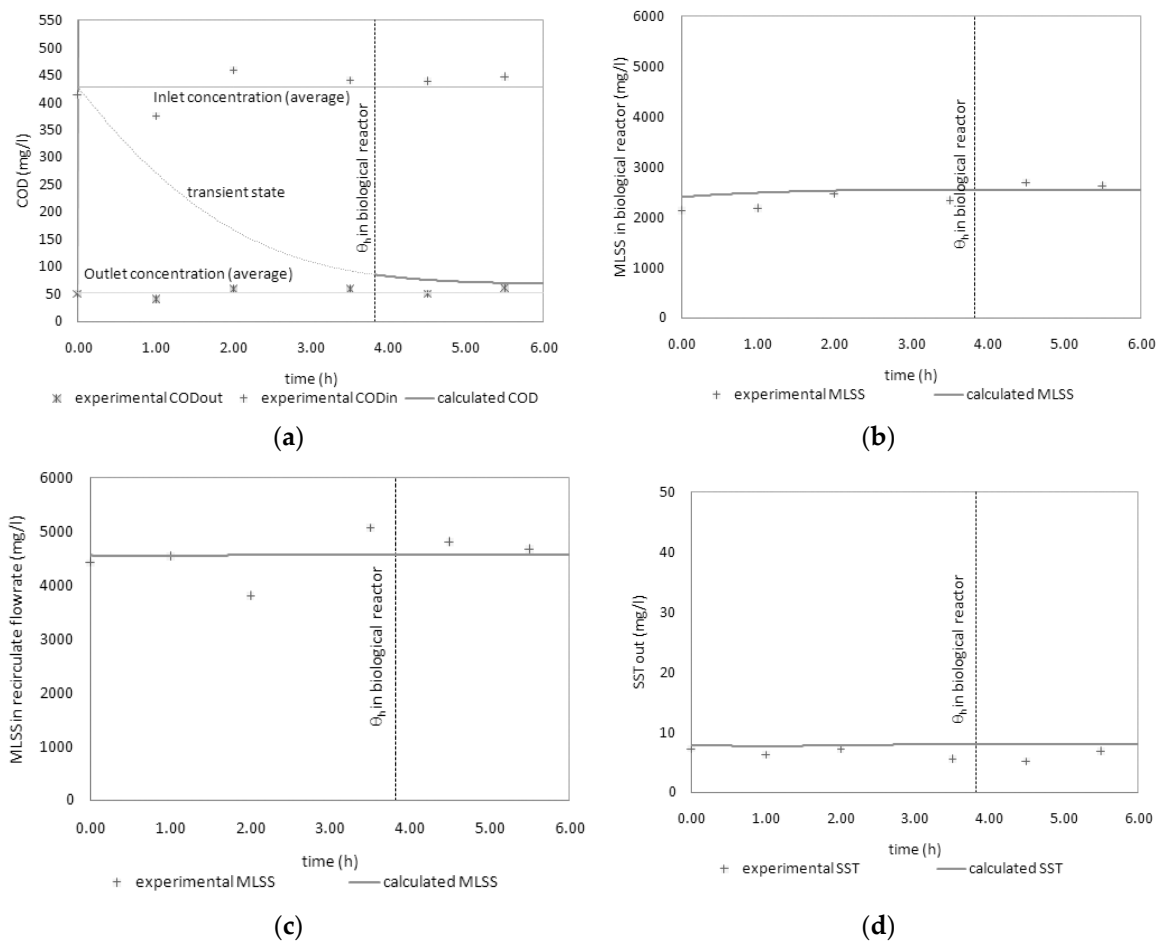 550
500
450
400
350
300
250
200
150
100
50
0
COD (mg/l)
Inlet concentration (average)
transient state
Outlet concentration (average)
θh in biological reactor
0.00 1.00 2.00 3.00 4.00 5.00 6.00
time (h)
experimental CODout experimental CODin calculated COD
(a)
6000
5000
4000
3000
2000
1000
0
MLSS in biological reactor (mg/l)
θh in biological reactor
0.00 1.00 2.00 3.00 4.00 5.00 6.00
time (h)
experimental MLSS calculated MLSS
(b)
6000
5000
4000
3000
2000
1000
0
MLSS in recirculate flowrate (mg/l)
θh in biological reactor
0.00 1.00 2.00 3.00 4.00 5.00 6.00
time (h)
experimental MLSS calculated MLSS
(c)
50
40
30
20
10
0
SST out (mg/l)
θh in biological reactor
0.00 1.00 2.00 3.00 4.00 5.00 6.00
time (h)
experimental SST calculated SST
(d)